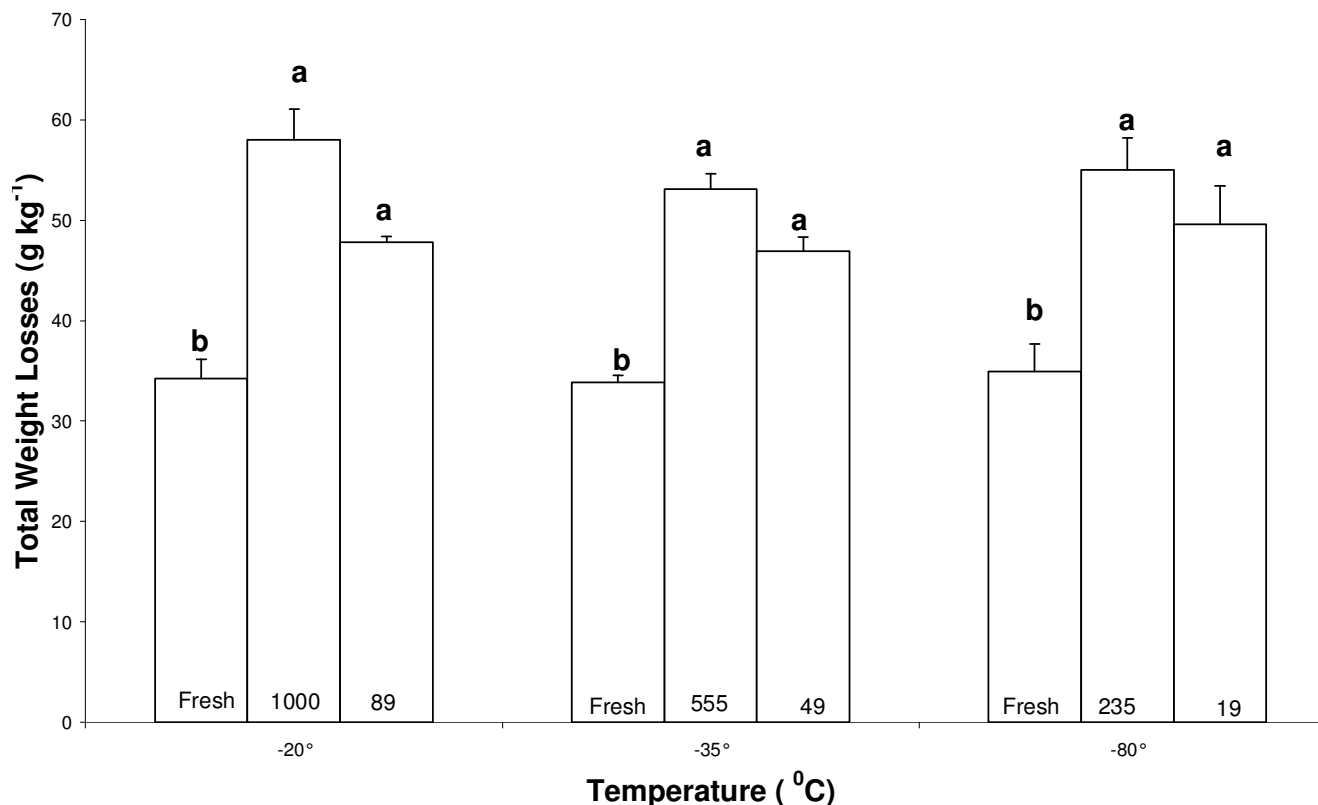 Total Weight Losses (g kg⁻¹)
70
60
50
40
30
20
10
0
a
a
b
a
a
b
a
a
b
Fresh 1000 89
Fresh 555 49
Fresh 235 19
-20° -35° -80°
Temperature ( ⁰C)